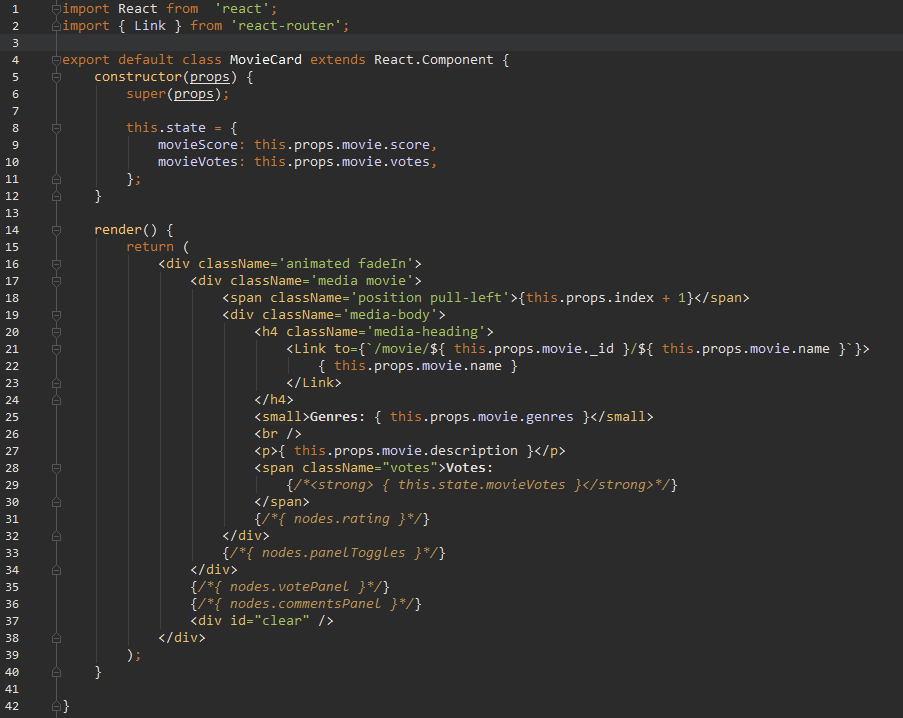 1 import React from  'react';
2 import { Link } from 'react-router';
3
4 export default class MovieCard extends React.Component {
5     constructor(props) {
6         super(props);
7
8         this.state = {
9             movieScore: this.props.movie.score,
10             movieVotes: this.props.movie.votes,
11         };
12     }
13
14     render() {
15         return (
16             <div className='animated fadeIn'>
17                 <div className='media movie'>
18                     <span className='position pull-left'>{this.props.index + 1}</span>
19                     <div className='media-body'>
20                         <h4 className='media-heading'>
21                             <Link to={`/movie/${ this.props.movie._id }/${ this.props.movie.name }`}>
22                                 { this.props.movie.name }
23                             </Link>
24                         </h4>
25                         <small>Genres: { this.props.movie.genres }</small>
26                         <br />
27                         <p>{ this.props.movie.description }</p>
28                         <span className="votes">Votes:
29                             {/*<strong> { this.state.movieVotes }</strong>*/}
30                         </span>
31                         {/*{ nodes.rating }*/}
32                     </div>
33                     {/*{ nodes.panelToggles }*/}
34                 </div>
35                 {/*{ nodes.votePanel }*/}
36                 {/*{ nodes.commentsPanel }*/}
37                 <div id="clear" />
38             </div>
39         );
40     }
41
42 }